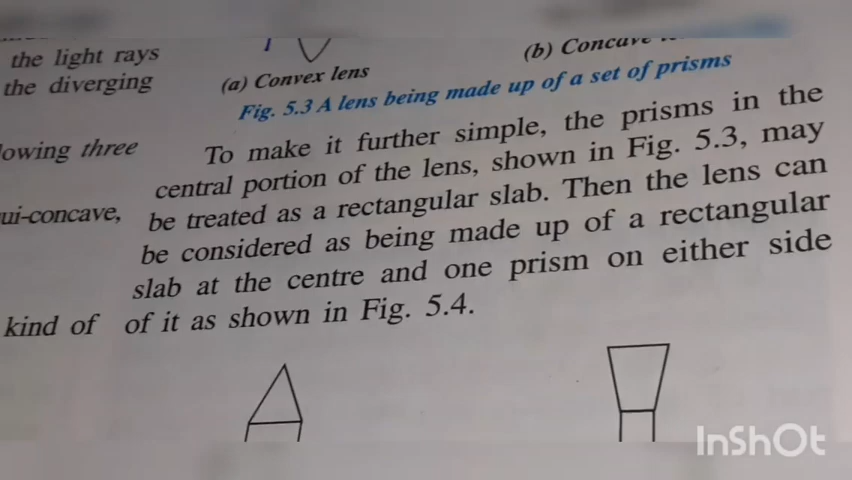 the light rays
the diverging
owing three
ui-concave,
kind of
(a) Convex lens
(b) Concave
Fig. 5.3 A lens being made up of a set of prisms
To make it further simple, the prisms in the
central portion of the lens, shown in Fig. 5.3, may
be treated as a rectangular slab. Then the lens can
be considered as being made up of a rectangular
slab at the centre and one prism on either side
of it as shown in Fig. 5.4.
InShOt